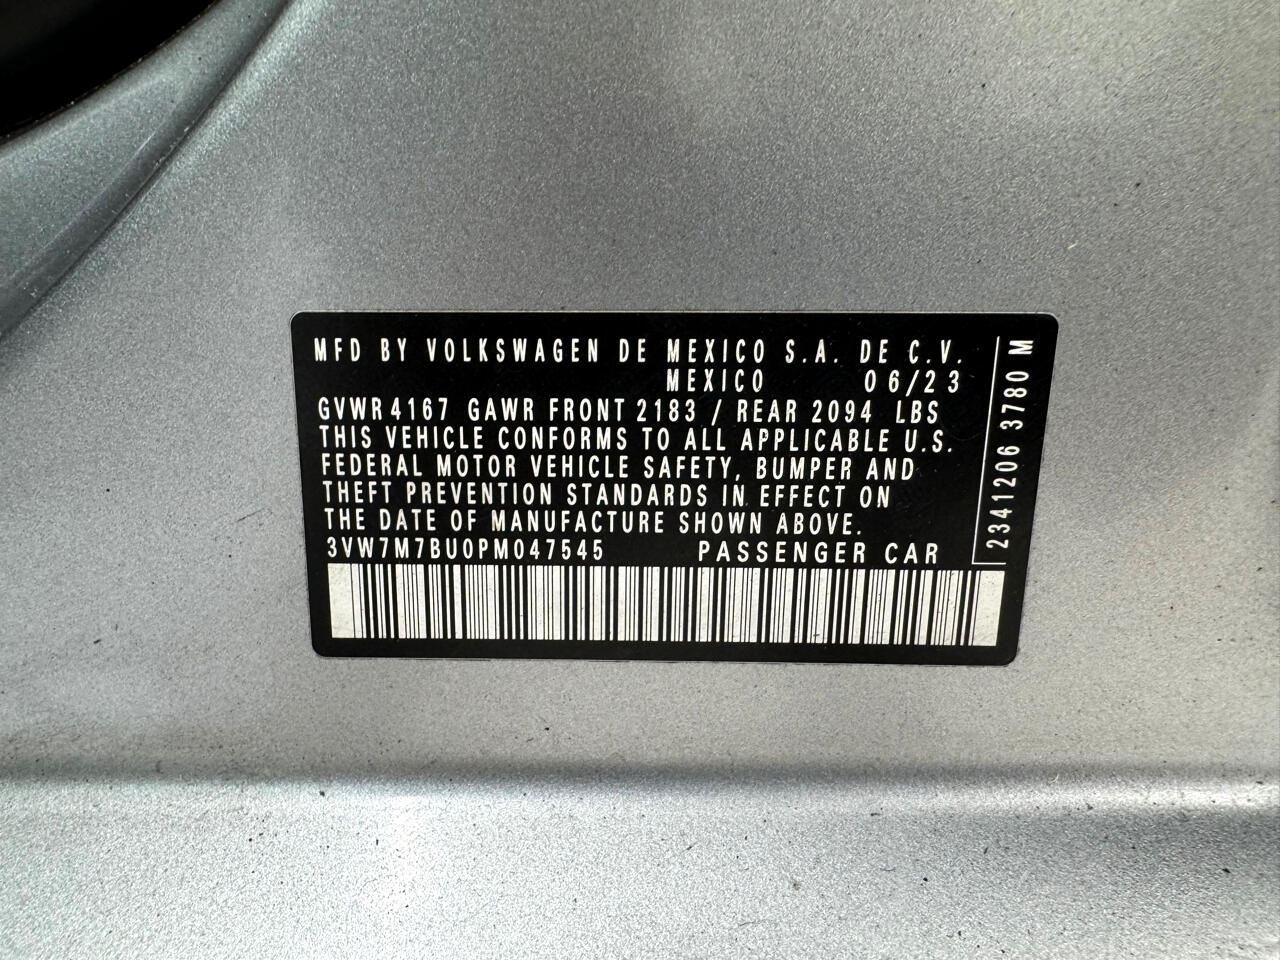 MFD BY VOLKSWAGEN DE MEXICO S.A. DE C.V.
MEXICO 06/23
GVWR 4167 GAWR FRONT 2183 / REAR 2094 LBS
THIS VEHICLE CONFORMS TO ALL APPLICABLE U.S.
FEDERAL MOTOR VEHICLE SAFETY, BUMPER AND
THEFT PREVENTION STANDARDS IN EFFECT ON
THE DATE OF MANUFACTURE SHOWN ABOVE.
3VW7M7BU0PM047545 PASSENGER CAR
2341206 3780 M